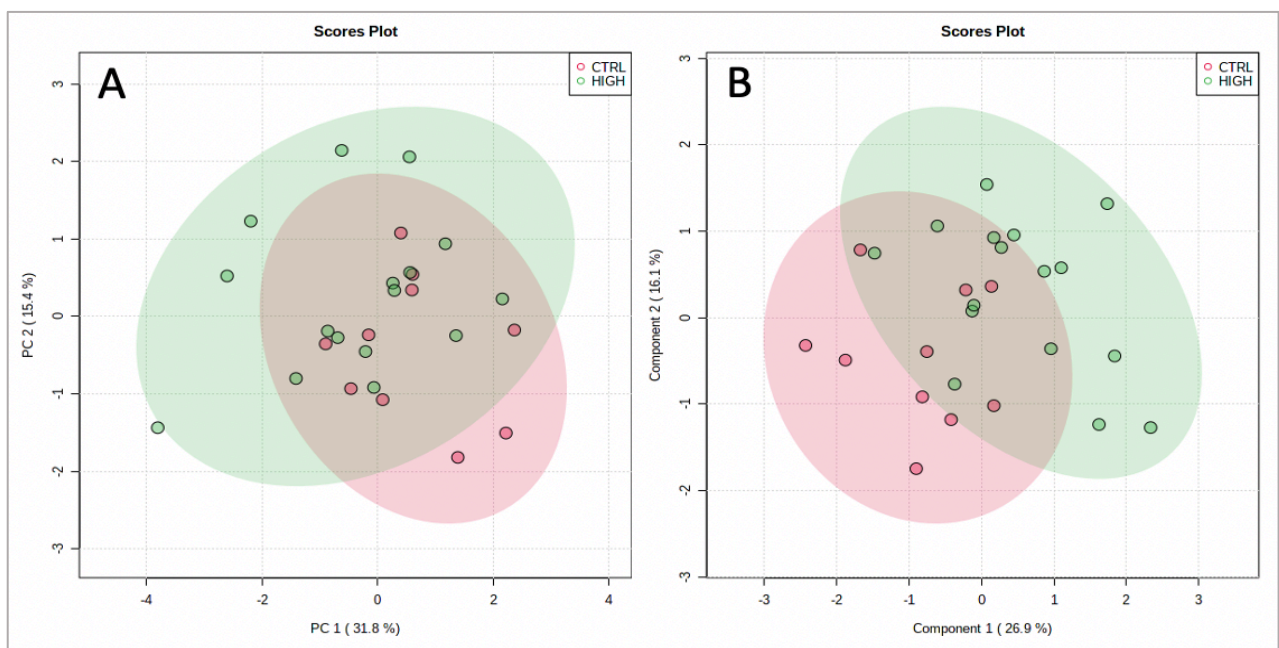 Scores Plot
A
CTRL
HIGH
3
2
1
0
-1
-2
-3
PC 2 ( 15.4 %)
-4
-2
0
2
4
PC 1 ( 31.8 %)
Scores Plot
B
CTRL
HIGH
3
2
1
0
-1
-2
-3
Component 2 ( 16.1 %)
-3
-2
-1
0
1
2
3
Component 1 ( 26.9 %)